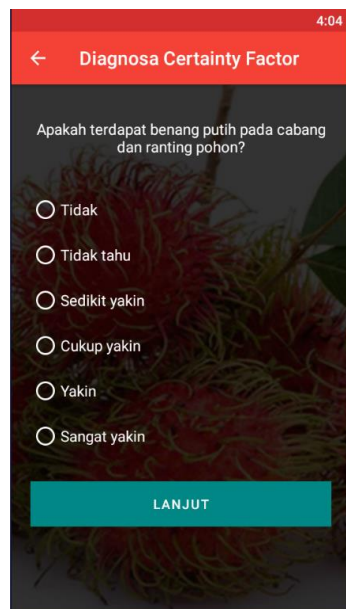 4:04
Diagnosa Certainty Factor
Apakah terdapat benang putih pada cabang
dan ranting pohon?
Tidak
Tidak tahu
Sedikit yakin
Cukup yakin
Yakin
Sangat yakin
LANJUT